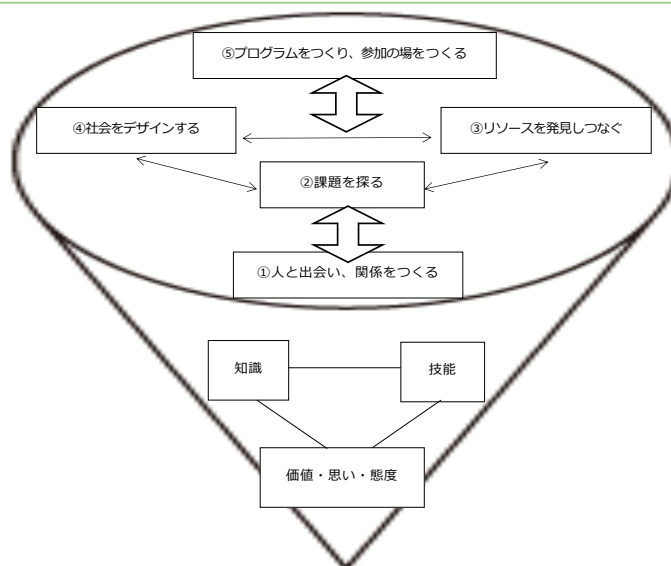 ⑤プログラムをつくり、参加の場をつくる
④社会をデザインする
③リソースを発見しつなぐ
②課題を探る
①人と出会い、関係をつくる
知識
技能
価値・思い・態度